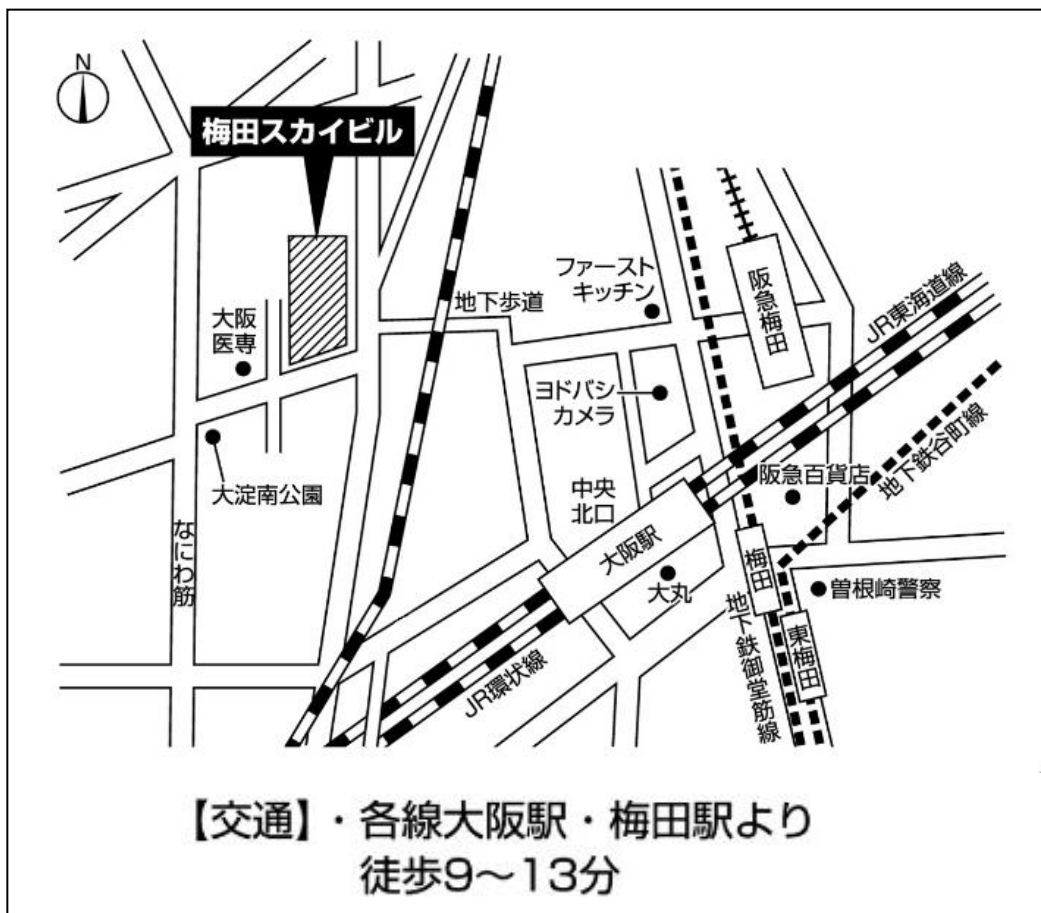 N
梅田スカイビル
ファースト
キッチン
阪急梅田
JR東海道線
地下歩道
大阪
医専
ヨドバシ
カメラ
地下鉄谷町線
阪急百貨店
大淀南公園
中央
北口
大阪駅
なにわ筋
梅田
大丸
曽根崎警察
東梅田
地下鉄御堂筋線
JR環状線
【交通】・各線大阪駅・梅田駅より
徒歩9〜13分